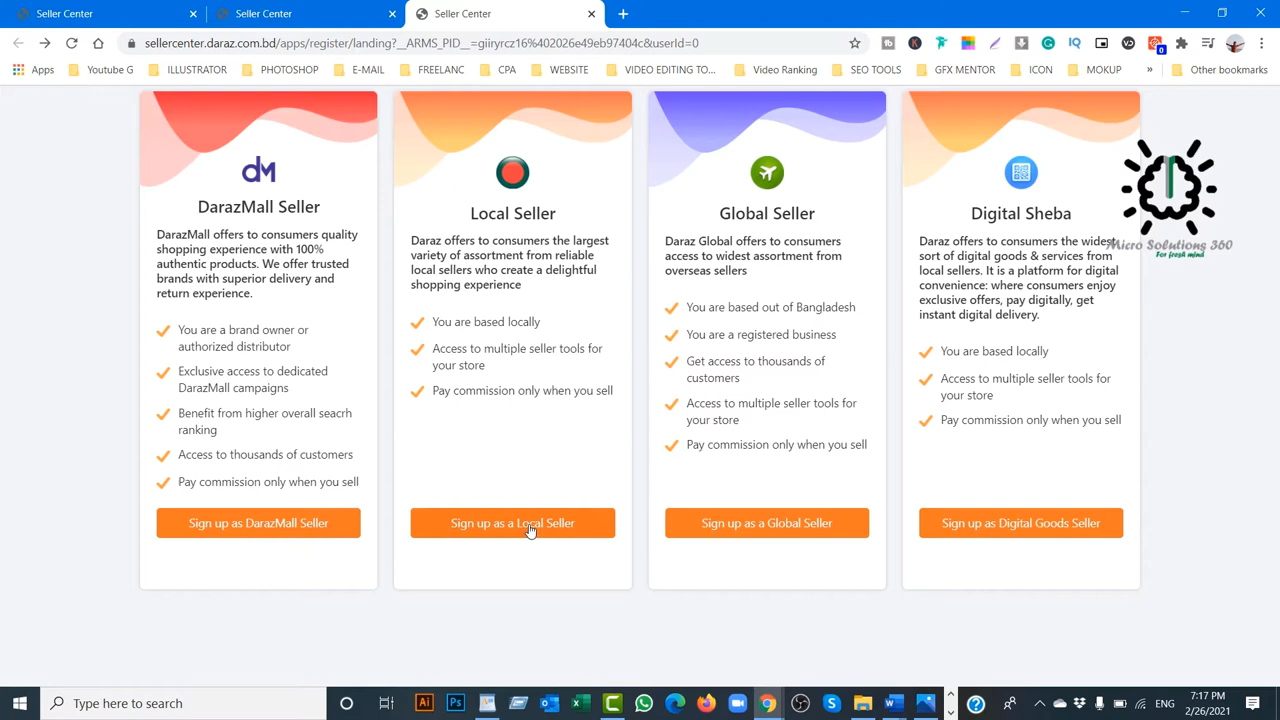 Seller Center
Seller Center
Seller Center
sellercenter.daraz.com.bd/apps/register/landing?__ARMS_PID__=giiryrcz16%402026e49eb97404c&userId=0
Apps
Youtube G
ILLUSTRATOR
PHOTOSHOP
E-MAIL
FREELANC
CPA
WEBSITE
VIDEO EDITING TO...
Video Ranking
SEO TOOLS
GFX MENTOR
ICON
MOKUP
»
Other bookmarks
dM
DarazMall Seller
DarazMall offers to consumers quality
shopping experience with 100%
authentic products. We offer trusted
brands with superior delivery and
return experience.
You are a brand owner or
authorized distributor
Exclusive access to dedicated
DarazMall campaigns
Benefit from higher overall seacrh
ranking
Access to thousands of customers
Pay commission only when you sell
Sign up as DarazMall Seller
Local Seller
Daraz offers to consumers the largest
variety of assortment from reliable
local sellers who create a delightful
shopping experience
You are based locally
Access to multiple seller tools for
your store
Pay commission only when you sell
Sign up as a Local Seller
Global Seller
Daraz Global offers to consumers
access to widest assortment from
overseas sellers
You are based out of Bangladesh
You are a registered business
Get access to thousands of
customers
Access to multiple seller tools for
your store
Pay commission only when you sell
Sign up as a Global Seller
Digital Sheba
Daraz offers to consumers the widest
sort of digital goods & services from
local sellers. It is a platform for digital
convenience: where consumers enjoy
exclusive offers, pay digitally, get
instant digital delivery.
You are based locally
Access to multiple seller tools for
your store
Pay commission only when you sell
Sign up as Digital Goods Seller
Micro Solutions 360
For fresh mind
Type here to search
ENG
7:17 PM
2/26/2021